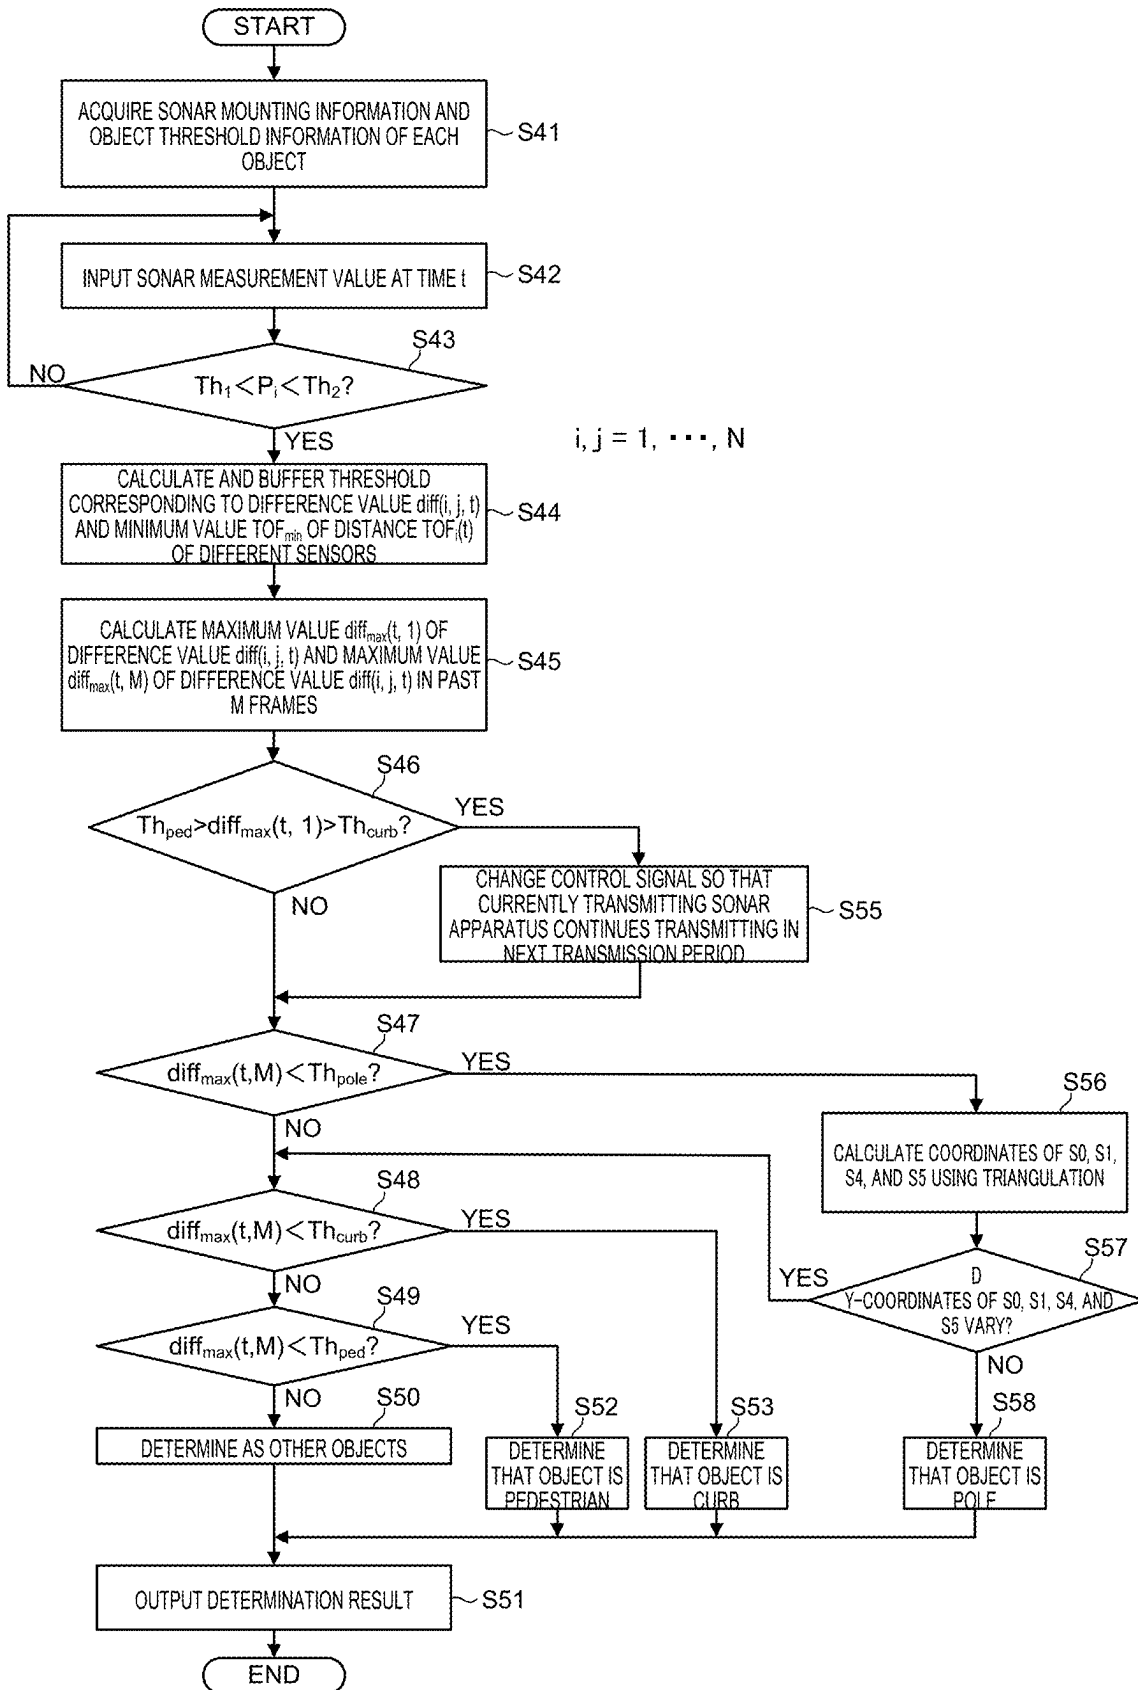 START
ACQUIRE SONAR MOUNTING INFORMATION AND
OBJECT THRESHOLD INFORMATION OF EACH
OBJECT
S41
INPUT SONAR MEASUREMENT VALUE AT TIME t
S42
S43
NO
Th1<Pi<Th2?
YES
i, j = 1, ・・・, N
CALCULATE AND BUFFER THRESHOLD
CORRESPONDING TO DIFFERENCE VALUE diff(i, j, t)
AND MINIMUM VALUE TOFmin OF DISTANCE TOFi(t)
OF DIFFERENT SENSORS
S44
CALCULATE MAXIMUM VALUE diffmax(t, 1) OF
DIFFERENCE VALUE diff(i, j, t) AND MAXIMUM VALUE
diffmax(t, M) OF DIFFERENCE VALUE diff(i, j, t) IN PAST
M FRAMES
S45
S46
Thped>diffmax(t, 1)>Thcurb?
YES
NO
CHANGE CONTROL SIGNAL SO THAT
CURRENTLY TRANSMITTING SONAR
APPARATUS CONTINUES TRANSMITTING IN
NEXT TRANSMISSION PERIOD
S55
S47
diffmax(t,M)<Thpole?
YES
NO
S56
CALCULATE COORDINATES OF S0, S1,
S4, AND S5 USING TRIANGULATION
S48
diffmax(t,M)<Thcurb?
YES
NO
S57
YES
D
Y-COORDINATES OF S0, S1, S4, AND
S5 VARY?
NO
S49
diffmax(t,M)<Thped?
YES
NO
S50
DETERMINE AS OTHER OBJECTS
S52
DETERMINE
THAT OBJECT IS
PEDESTRIAN
S53
DETERMINE
THAT OBJECT IS
CURB
S58
DETERMINE
THAT OBJECT IS
POLE
OUTPUT DETERMINATION RESULT
S51
END